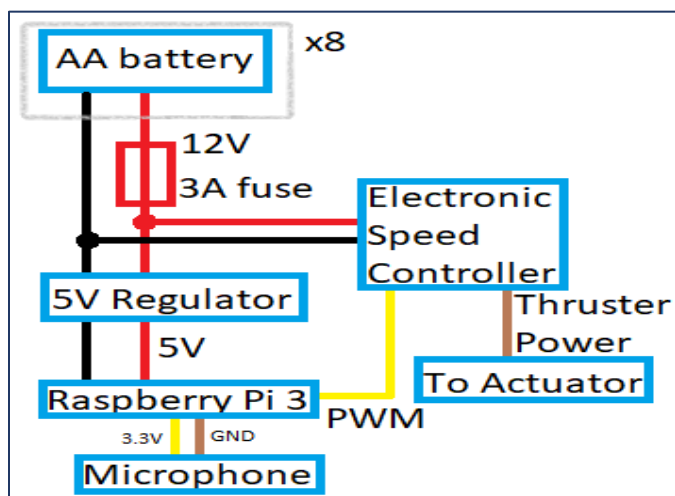 AA battery
x8
12V
3A fuse
Electronic
Speed
Controller
5V Regulator
Thruster
Power
5V
To Actuator
Raspberry Pi 3
PWM
3.3V
GND
Microphone